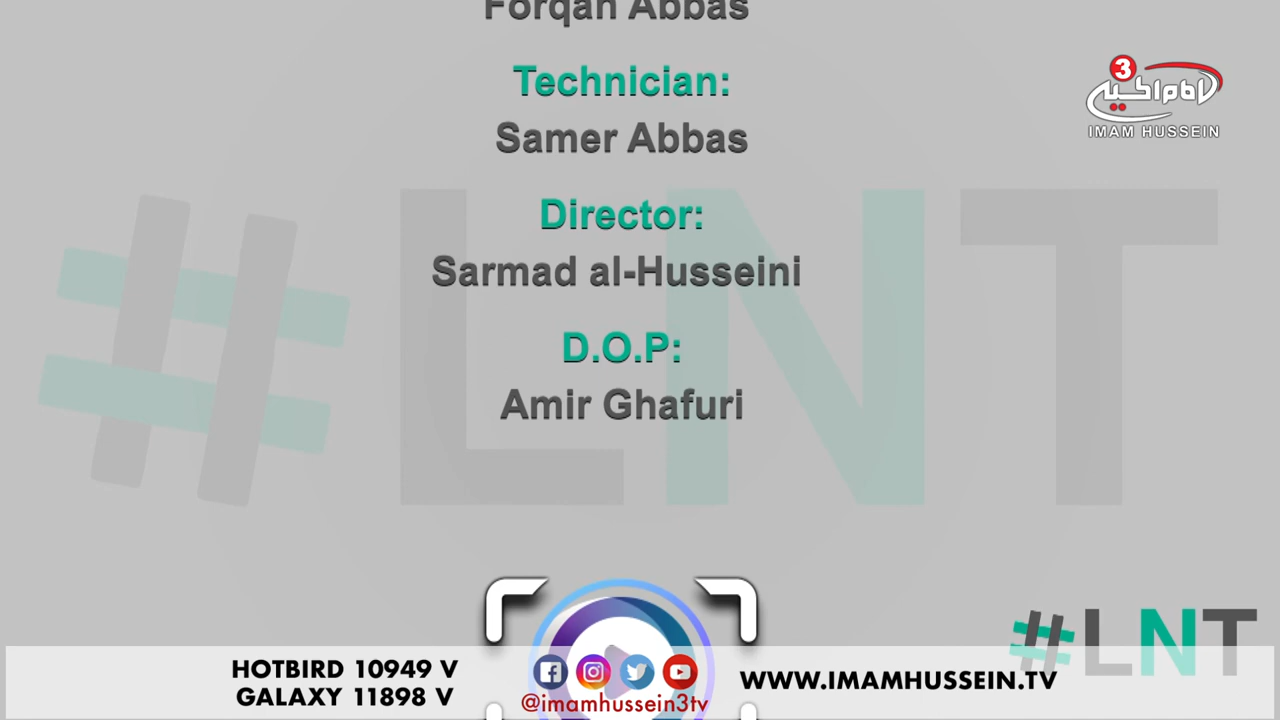 Forqan Abbas
Technician:
Samer Abbas
Director:
Sarmad al-Husseini
D.O.P:
Amir Ghafuri
3
IMAM HUSSEIN
#LNT
#LNT
HOTBIRD 10949 V
GALAXY 11898 V
@imamhussein3tv
WWW.IMAMHUSSEIN.TV